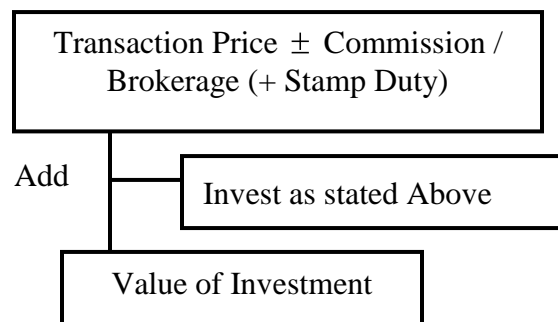 Transaction Price ± Commission /
Brokerage (+ Stamp Duty)
Add
Invest as stated Above
Value of Investment